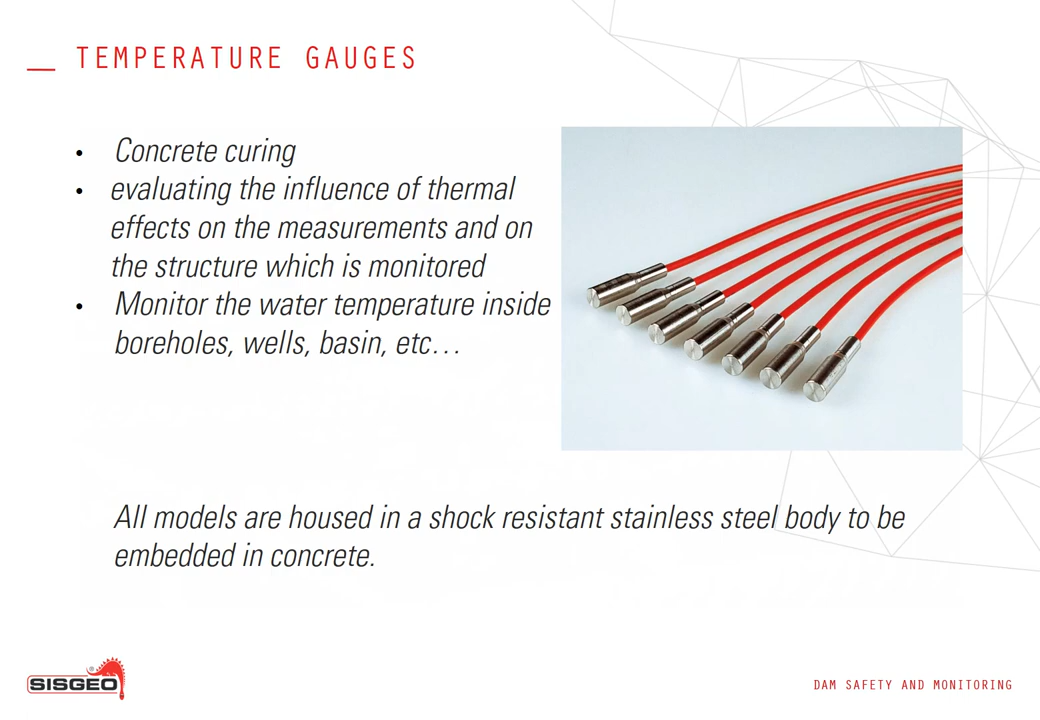 TEMPERATURE GAUGES
• Concrete curing
• evaluating the influence of thermal
effects on the measurements and on
the structure which is monitored
• Monitor the water temperature inside
boreholes, wells, basin, etc…
All models are housed in a shock resistant stainless steel body to be
embedded in concrete.
SISGEO®
DAM SAFETY AND MONITORING